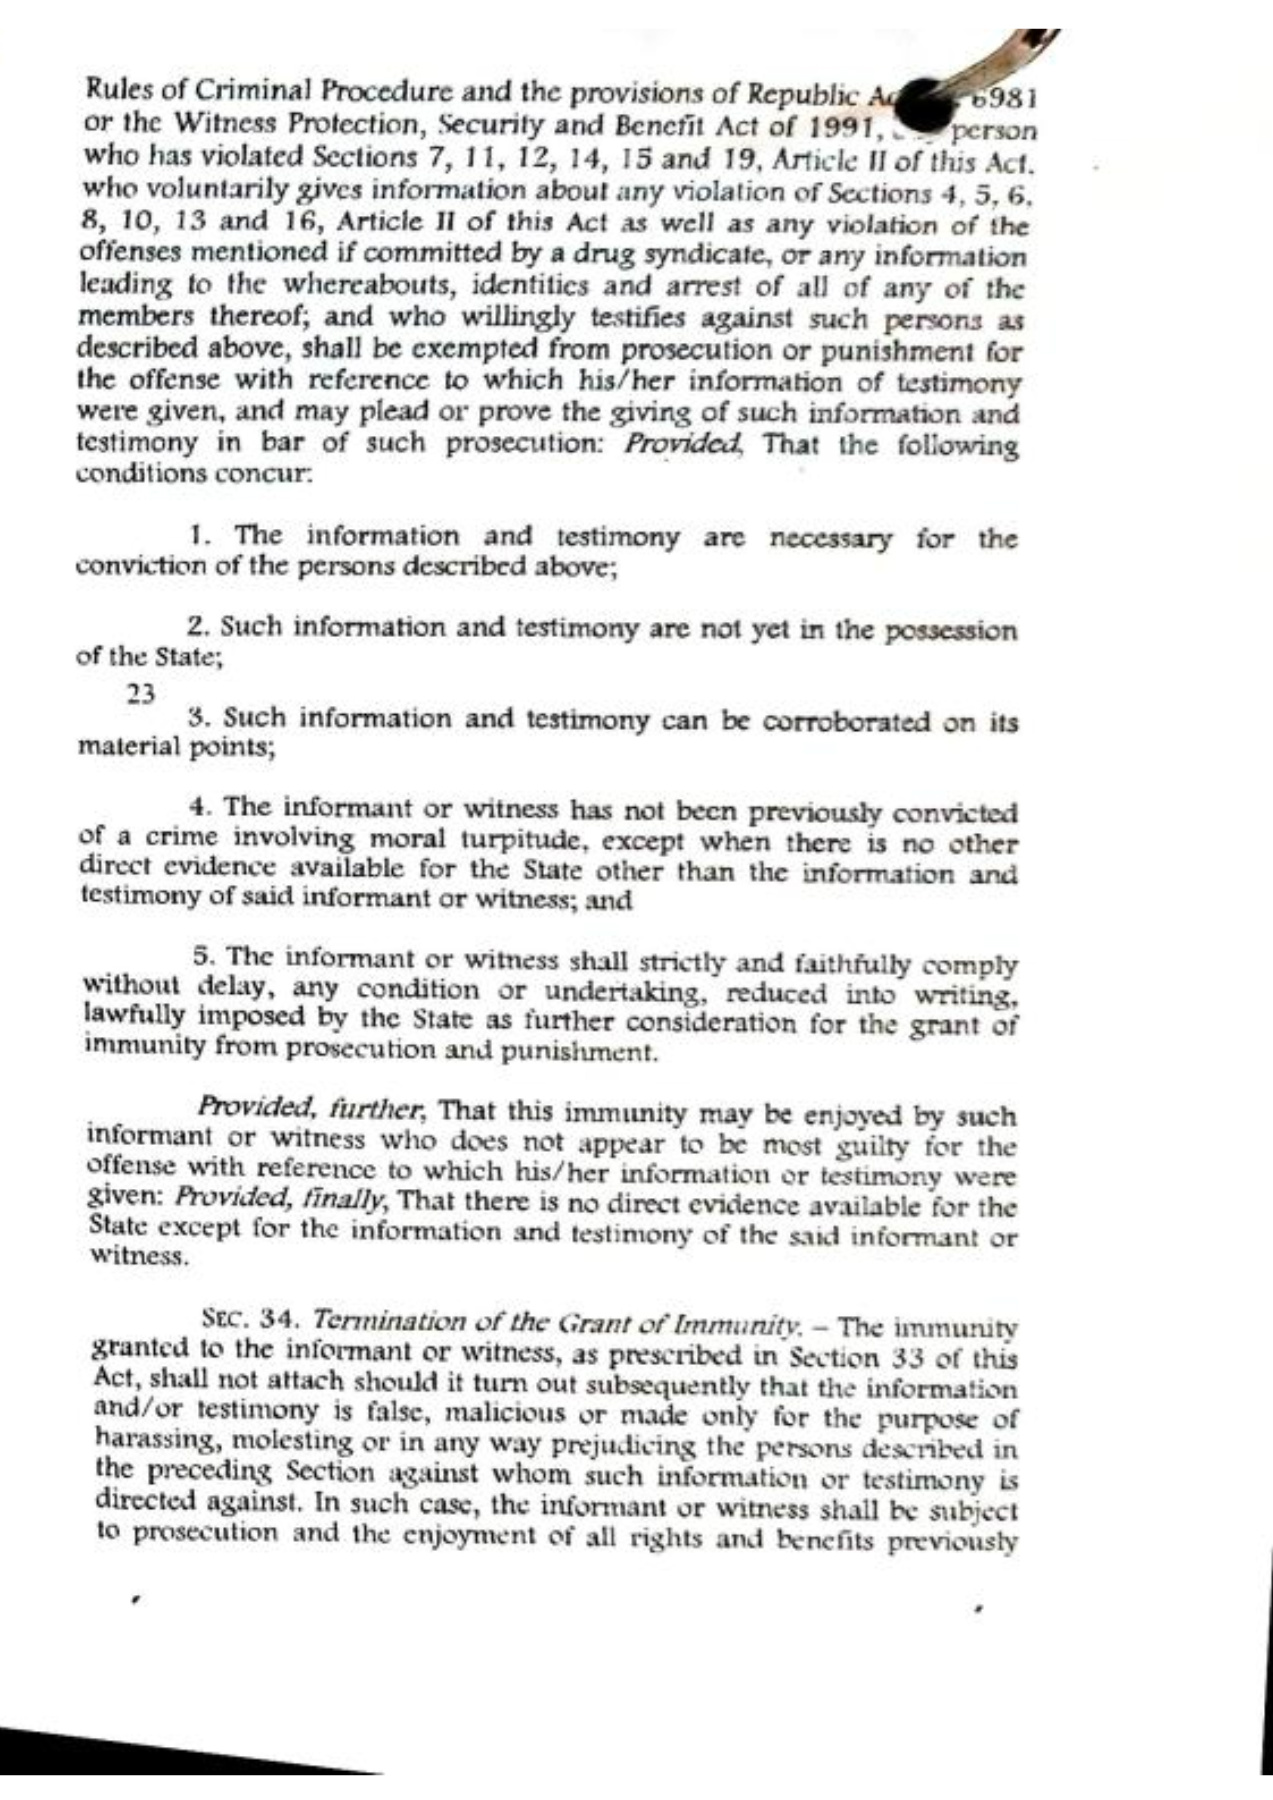 Rules of Criminal Procedure and the provisions of Republic 6981
or the Witness Protection, Security and Benefit Act of 1991, person
who has violated Sections 7, 11, 12, 14, 15 and 19, Article II of this Act.
who voluntarily gives information about any violation of Sections 4, 5, 6,
8, 10, 13 and 16, Article II of this Act as well as any violation of the
offenses mentioned if committed by a drug syndicate, or any information
leading to the whereabouts, identities and arrest of all of any of the
members thereof; and who willingly testifies against such persons as
described above, shall be exempted from prosecution or punishment for
the offense with reference to which his/her information of testimony
were given, and may plead or prove the giving of such information and
testimony in bar of such prosecution: Provided, That the following
conditions concur:
1. The information and testimony are necessary for the
conviction of the persons described above;
2. Such information and testimony are not yet in the possession
of the State;
23
3. Such information and testimony can be corroborated on its
material points;
4. The informant or witness has not been previously convicted
of a crime involving moral turpitude, except when there is no other
direct evidence available for the State other than the information and
testimony of said informant or witness; and
5. The informant or witness shall strictly and faithfully comply
without delay, any condition or undertaking, reduced into writing,
lawfully imposed by the State as further consideration for the grant of
immunity from prosecution and punishment.
Provided, further, That this immunity may be enjoyed by such
informant or witness who does not appear to be most guilty for the
offense with reference to which his/her information or testimony were
given: Provided, finally, That there is no direct evidence available for the
State except for the information and testimony of the said informant or
witness.
SEC. 34. Termination of the Grant of Immunity. – The immunity
granted to the informant or witness, as prescribed in Section 33 of this
Act, shall not attach should it turn out subsequently that the information
and/or testimony is false, malicious or made only for the purpose of
harassing, molesting or in any way prejudicing the persons described in
the preceding Section against whom such information or testimony is
directed against. In such case, the informant or witness shall be subject
to prosecution and the enjoyment of all rights and benefits previously